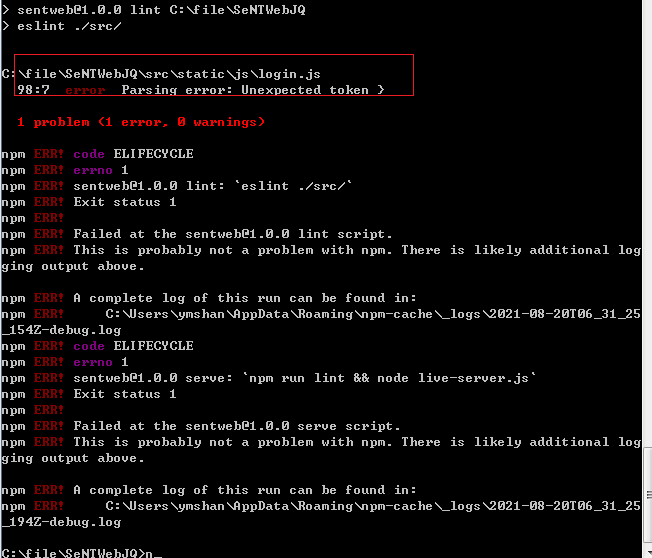 > sentweb@1.0.0 lint C:\file\SeNTWebJQ
> eslint ./src/
C:\file\SeNTWebJQ\src\static\js\login.js
98:7 error Parsing error: Unexpected token }
1 problem (1 error, 0 warnings)
npm ERR! code ELIFECYCLE
npm ERR! errno 1
npm ERR! sentweb@1.0.0 lint: `eslint ./src/`
npm ERR! Exit status 1
npm ERR!
npm ERR! Failed at the sentweb@1.0.0 lint script.
npm ERR! This is probably not a problem with npm. There is likely additional log
ging output above.
npm ERR! A complete log of this run can be found in:
npm ERR! C:\Users\ymshan\AppData\Roaming\npm-cache\_logs\2021-08-20T06_31_25
_154Z-debug.log
npm ERR! code ELIFECYCLE
npm ERR! errno 1
npm ERR! sentweb@1.0.0 serve: `npm run lint && node live-server.js`
npm ERR! Exit status 1
npm ERR!
npm ERR! Failed at the sentweb@1.0.0 serve script.
npm ERR! This is probably not a problem with npm. There is likely additional log
ging output above.
npm ERR! A complete log of this run can be found in:
npm ERR! C:\Users\ymshan\AppData\Roaming\npm-cache\_logs\2021-08-20T06_31_25
_194Z-debug.log
C:\file\SeNTWebJQ>n_